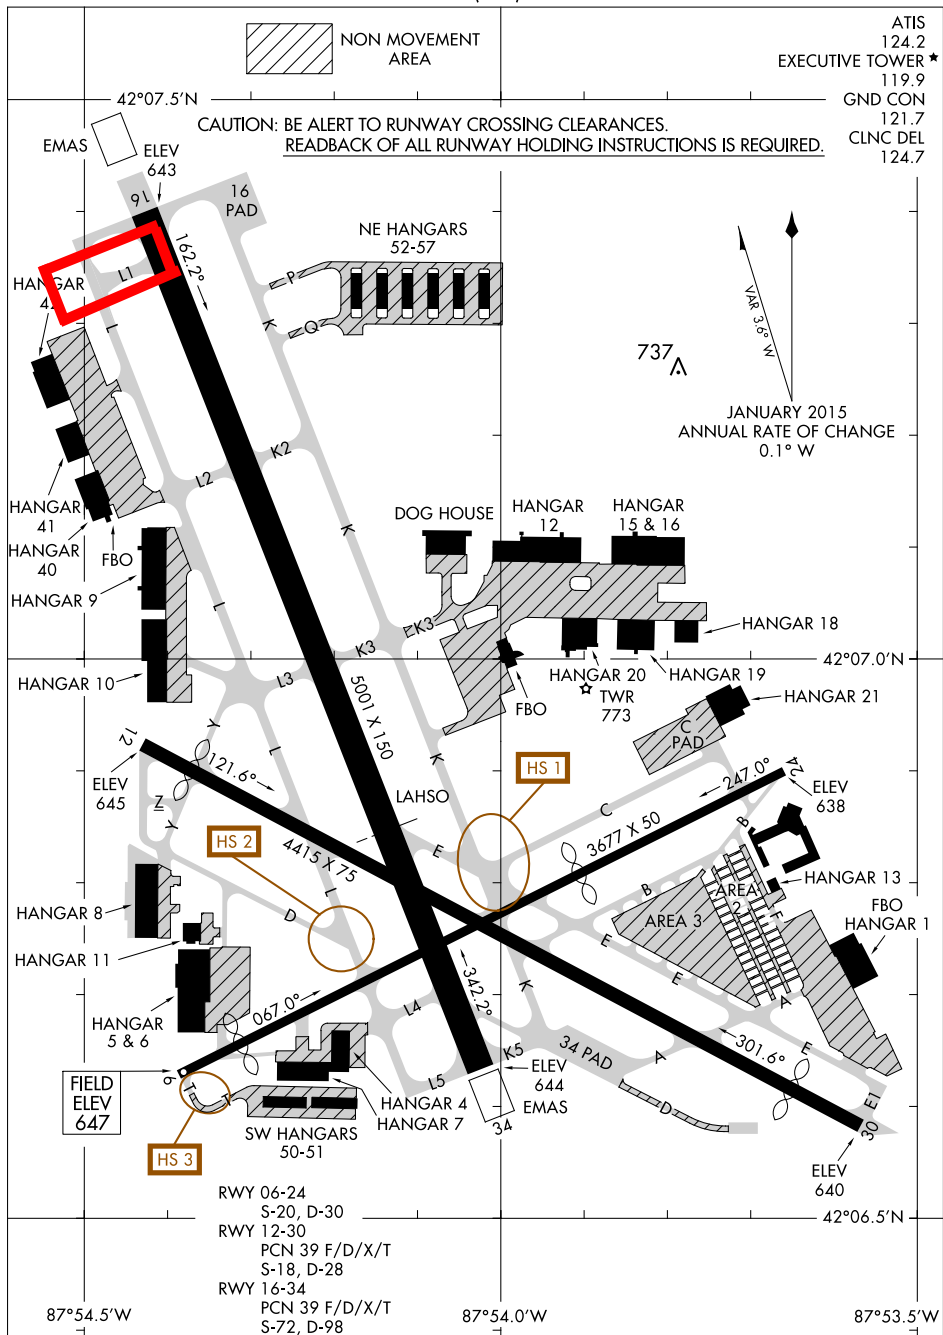 NON MOVEMENT
AREA
ATIS
124.2
EXECUTIVE TOWER ★
119.9
GND CON
121.7
CLNC DEL
124.7
42°07.5'N
CAUTION: BE ALERT TO RUNWAY CROSSING CLEARANCES.
READBACK OF ALL RUNWAY HOLDING INSTRUCTIONS IS REQUIRED.
EMAS
ELEV
643
16
16
PAD
162.2°
L1
L
NE HANGARS
52-57
P
Q
K
HANGAR
737
VAR 3.6° W
JANUARY 2015
ANNUAL RATE OF CHANGE
0.1° W
HANGAR
41
HANGAR
40
FBO
L2
K2
K
DOG HOUSE
HANGAR
12
HANGAR
15 & 16
HANGAR 9
L
K3
K3
HANGAR 18
HANGAR 10
L3
5001 X 150
FBO
HANGAR 20
TWR
773
HANGAR 19
42°07.0'N
HANGAR 21
C
PAD
12
ELEV
645
Y
121.6°
L
K
HS 1
247.0°
24
ELEV
638
Z
Y
LAHSO
C
3677 X 50
HS 2
4415 X 75
E
B
L
B
HANGAR 13
HANGAR 8
D
AREA 3
AREA
2
F
FBO
HANGAR 1
HANGAR 11
E
E
A
067.0°
342.2°
K
HANGAR
5 & 6
L4
301.6°
E
K5
34 PAD
A
FIELD
ELEV
647
6
T
L5
ELEV
644
EMAS
34
D
E1
30
HANGAR 4
HANGAR 7
SW HANGARS
50-51
HS 3
ELEV
640
RWY 06-24
S-20, D-30
RWY 12-30
PCN 39 F/D/X/T
S-18, D-28
RWY 16-34
PCN 39 F/D/X/T
S-72, D-98
42°06.5'N
87°54.5'W
87°54.0'W
87°53.5'W